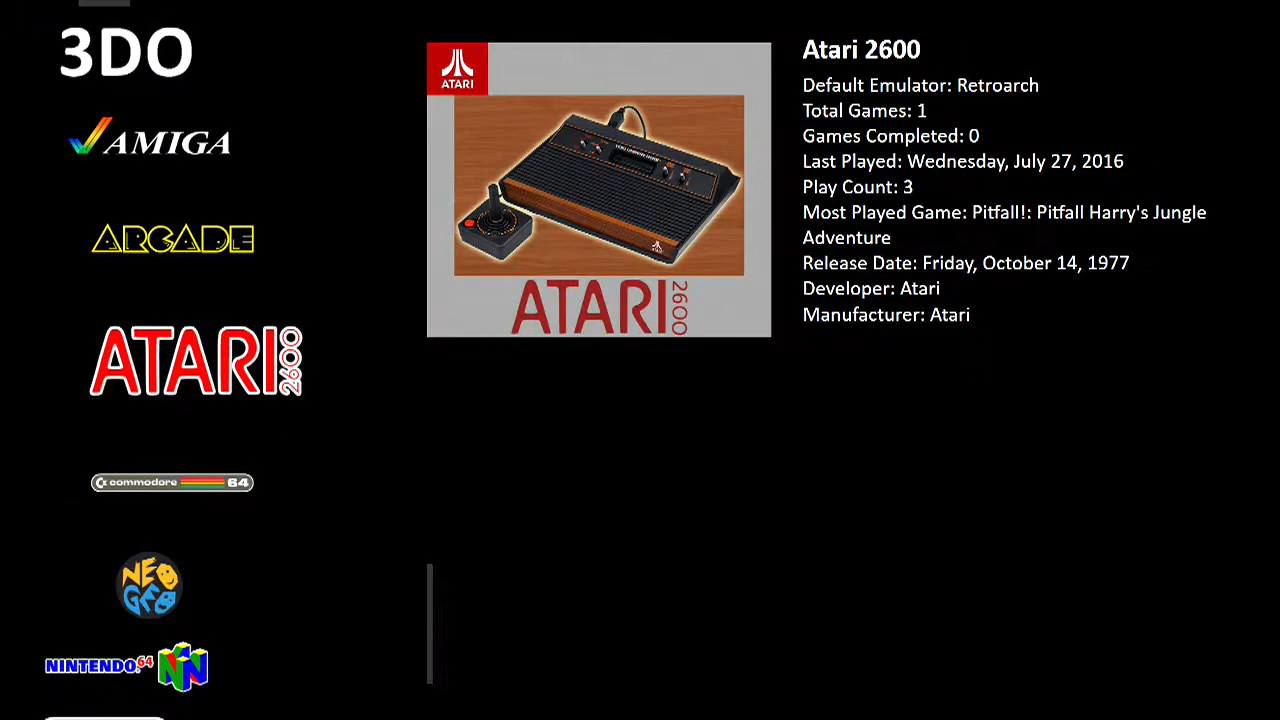 3DO
AMIGA
ARCADE
ATARI 2600
commodore 64
NEO
GEO
NINTENDO 64
ATARI
ATARI 2600
Atari 2600
Default Emulator: Retroarch
Total Games: 1
Games Completed: 0
Last Played: Wednesday, July 27, 2016
Play Count: 3
Most Played Game: Pitfall!: Pitfall Harry's Jungle
Adventure
Release Date: Friday, October 14, 1977
Developer: Atari
Manufacturer: Atari